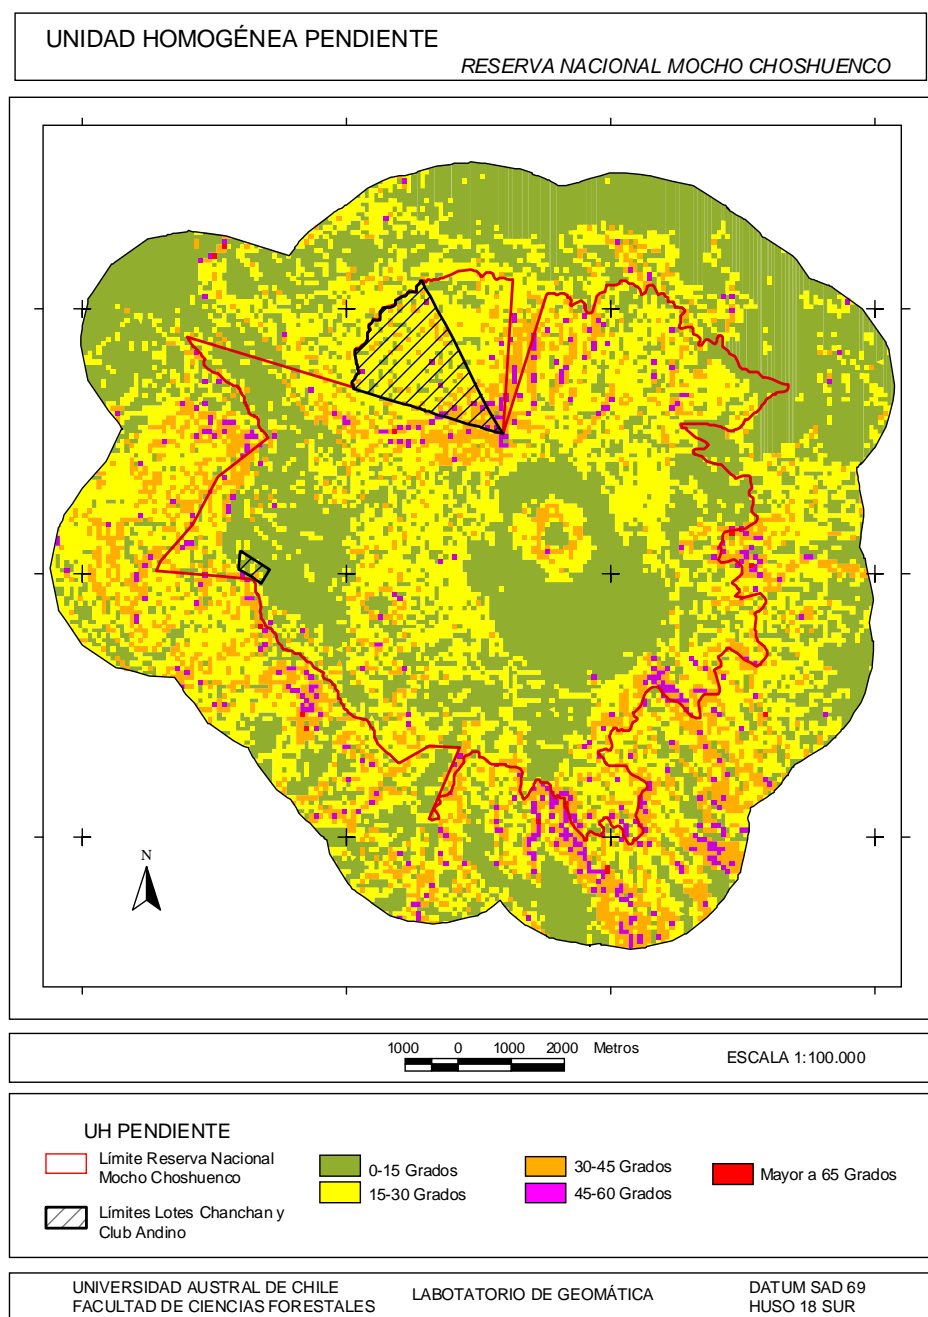 UNIDAD HOMOGÉNEA PENDIENTE
RESERVA NACIONAL MOCHO CHOSHUENCO
N
1000 0 1000 2000 Metros
ESCALA 1:100.000
UH PENDIENTE
Límite Reserva Nacional
Mocho Choshuenco
Límites Lotes Chanchan y
Club Andino
0-15 Grados
15-30 Grados
30-45 Grados
45-60 Grados
Mayor a 65 Grados
UNIVERSIDAD AUSTRAL DE CHILE
FACULTAD DE CIENCIAS FORESTALES
LABOTATORIO DE GEOMÁTICA
DATUM SAD 69
HUSO 18 SUR